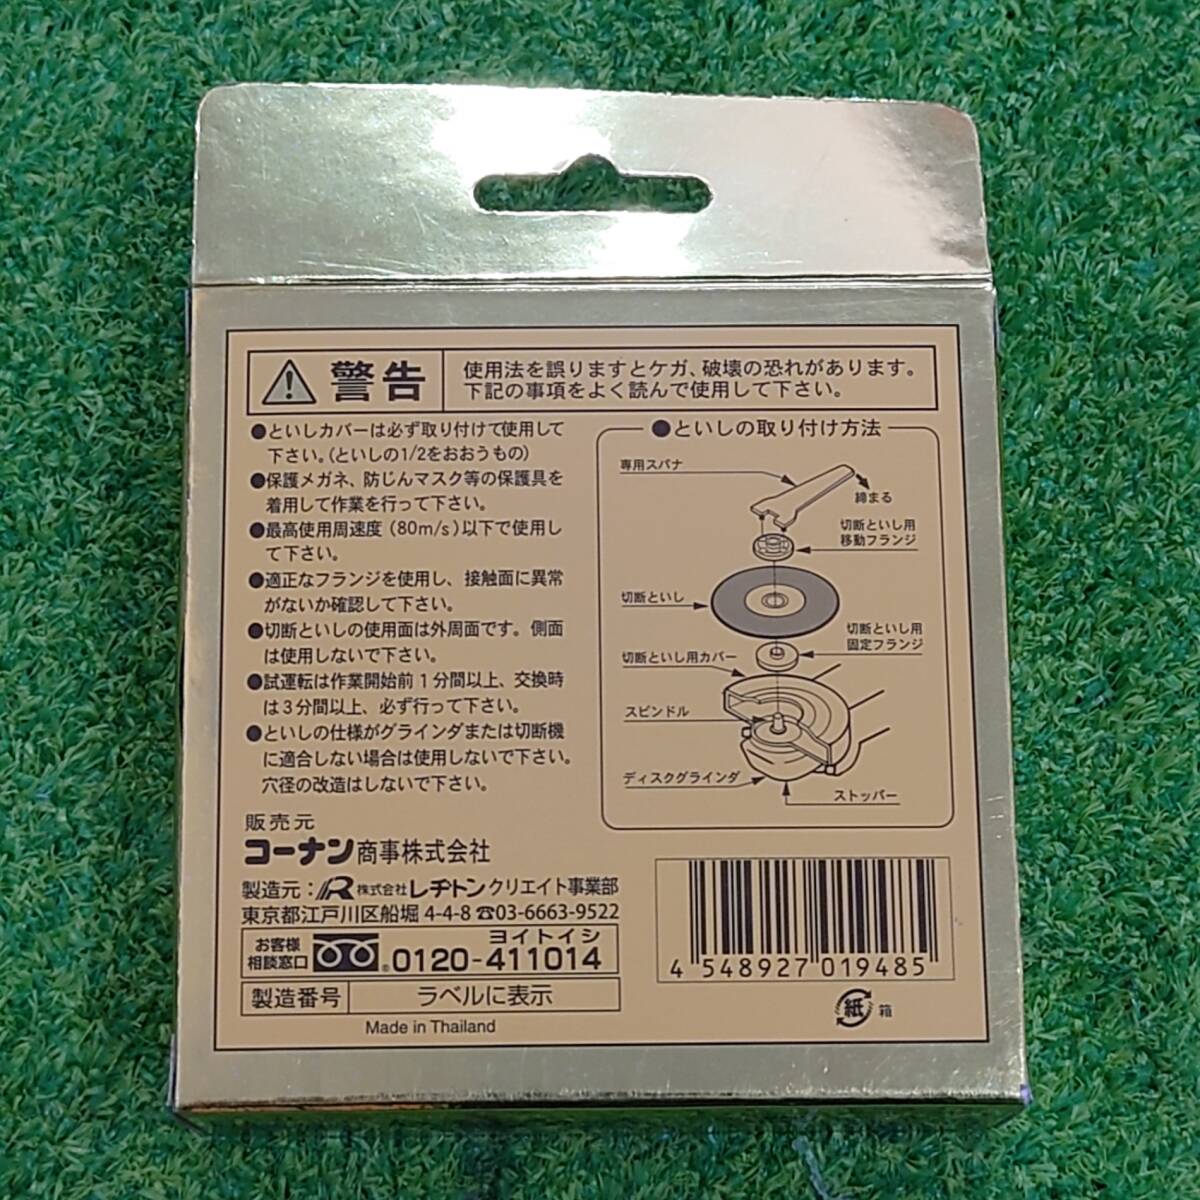 警告
使用法を誤りますとケガ、破壊の恐れがあります。
下記の事項をよく読んで使用して下さい。
●といしカバーは必ず取り付けて使用して
下さい。(といしの1/2をおおうもの)
●保護メガネ、防じんマスク等の保護具を
着用して作業を行って下さい。
●最高使用周速度(80m/s)以下で使用し
て下さい。
●適正なフランジを使用し、接触面に異常
がないか確認して下さい。
●切断といしの使用面は外周面です。側面
は使用しないで下さい。
●試運転は作業開始前1分間以上、交換時
は3分間以上、必ず行って下さい。
●といしの仕様がグラインダまたは切断機
に適合しない場合は使用しないで下さい。
穴径の改造はしないで下さい。
●といしの取り付け方法
専用スパナ
締まる
切断といし用
移動フランジ
切断といし
切断といし用
固定フランジ
切断といし用カバー
スピンドル
ディスクグラインダ
ストッパー
販売元
コーナン商事株式会社
製造元:R 株式会社レヂトンクリエイト事業部
東京都江戸川区船堀4-4-8☎03-6663-9522
お客様
相談窓口
ヨイトイシ
0120-411014
製造番号 ラベルに表示
Made in Thailand
4 548927 019485
紙 箱